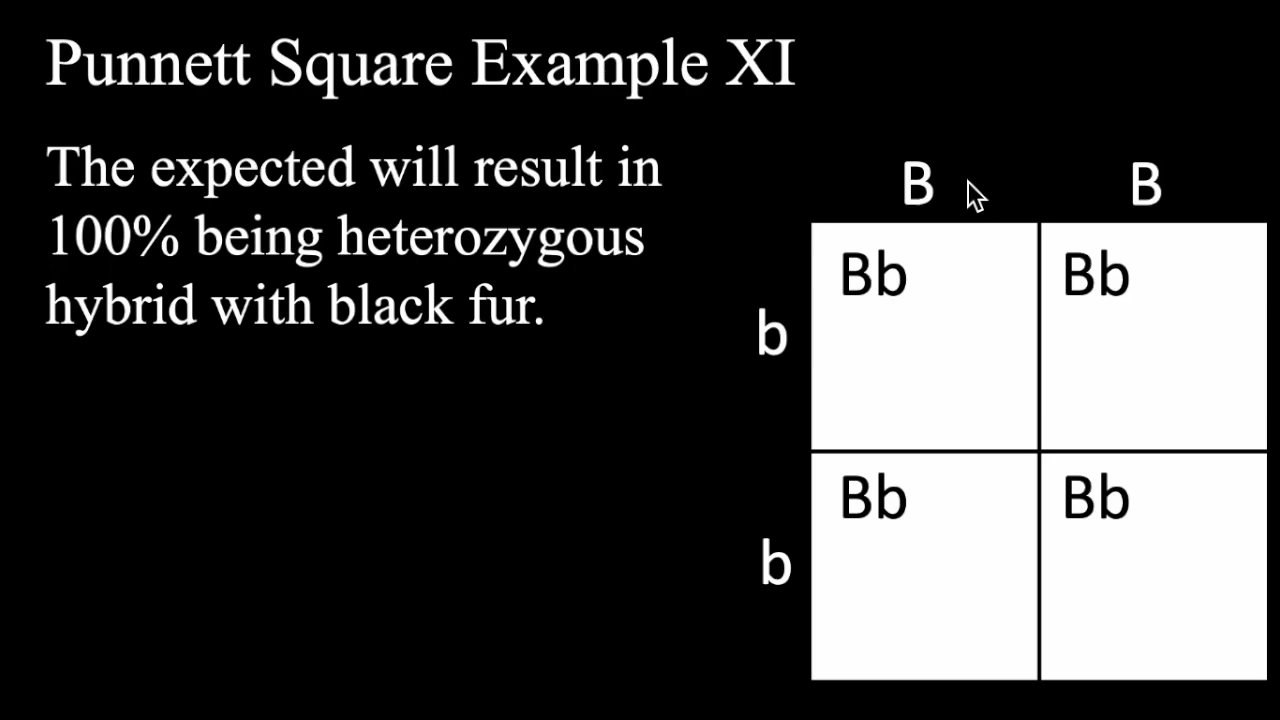 Punnett Square Example XI
The expected will result in
100% being heterozygous
hybrid with black fur.
B B
b Bb Bb
b Bb Bb